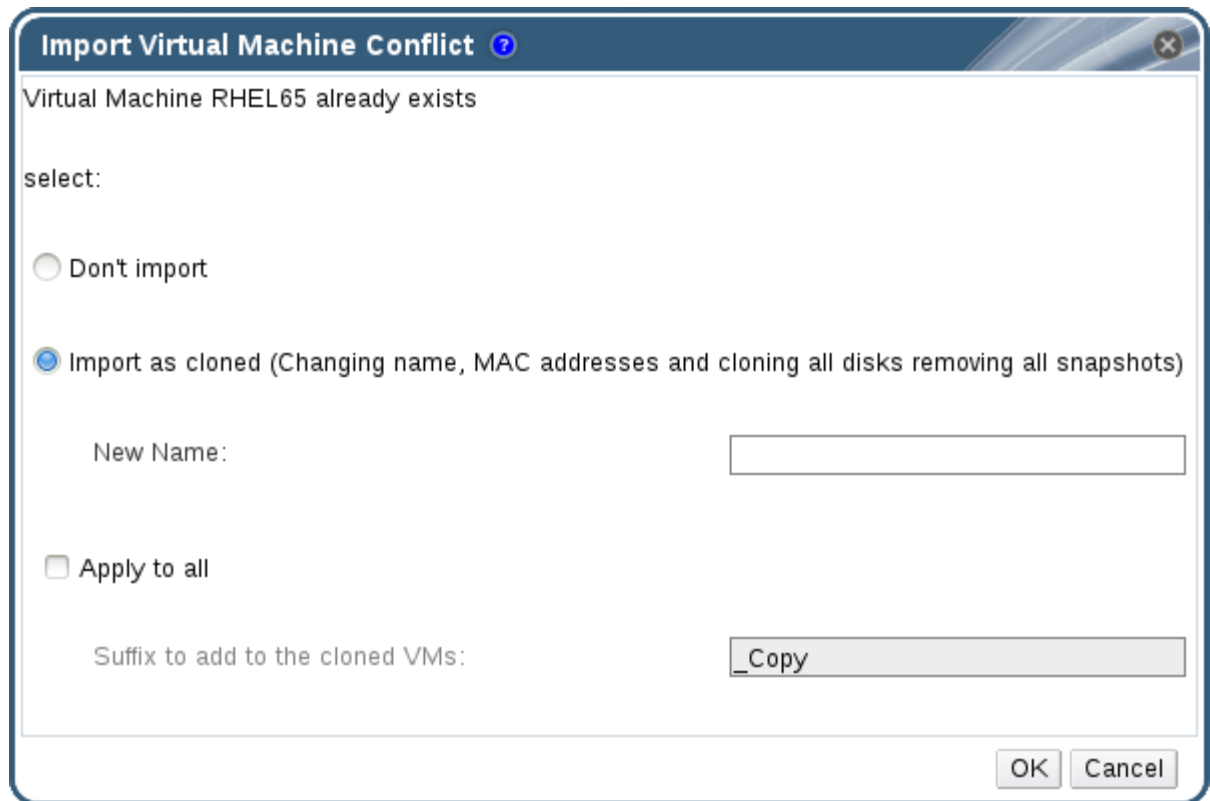 Import Virtual Machine Conflict ?
Virtual Machine RHEL65 already exists
select:
Don't import
Import as cloned (Changing name, MAC addresses and cloning all disks removing all snapshots)
New Name:
Apply to all
Suffix to add to the cloned VMs: _Copy
OK Cancel